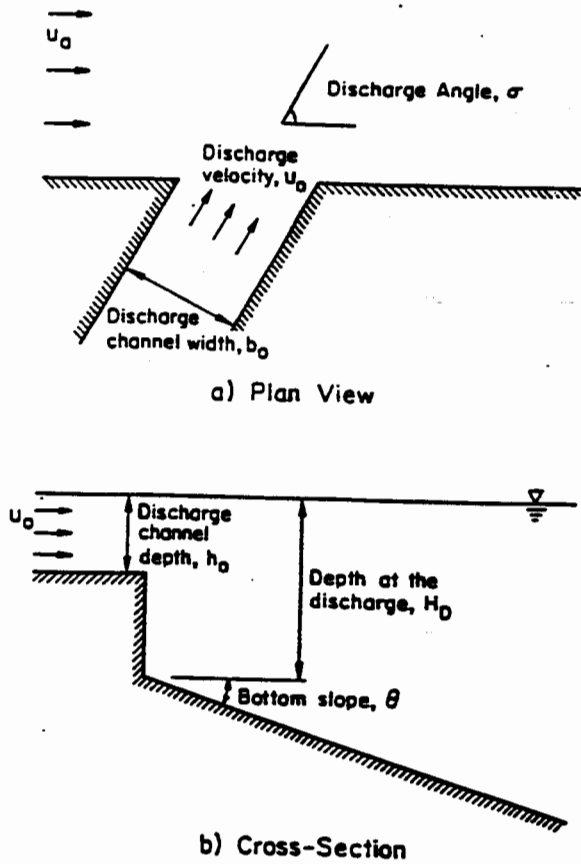 u_a
Discharge Angle, σ
Discharge
velocity, u_o
Discharge
channel width, b_o
a) Plan View
u_o
Discharge
channel
depth, h_o
Depth at the
discharge, H_D
Bottom slope, θ
b) Cross-Section